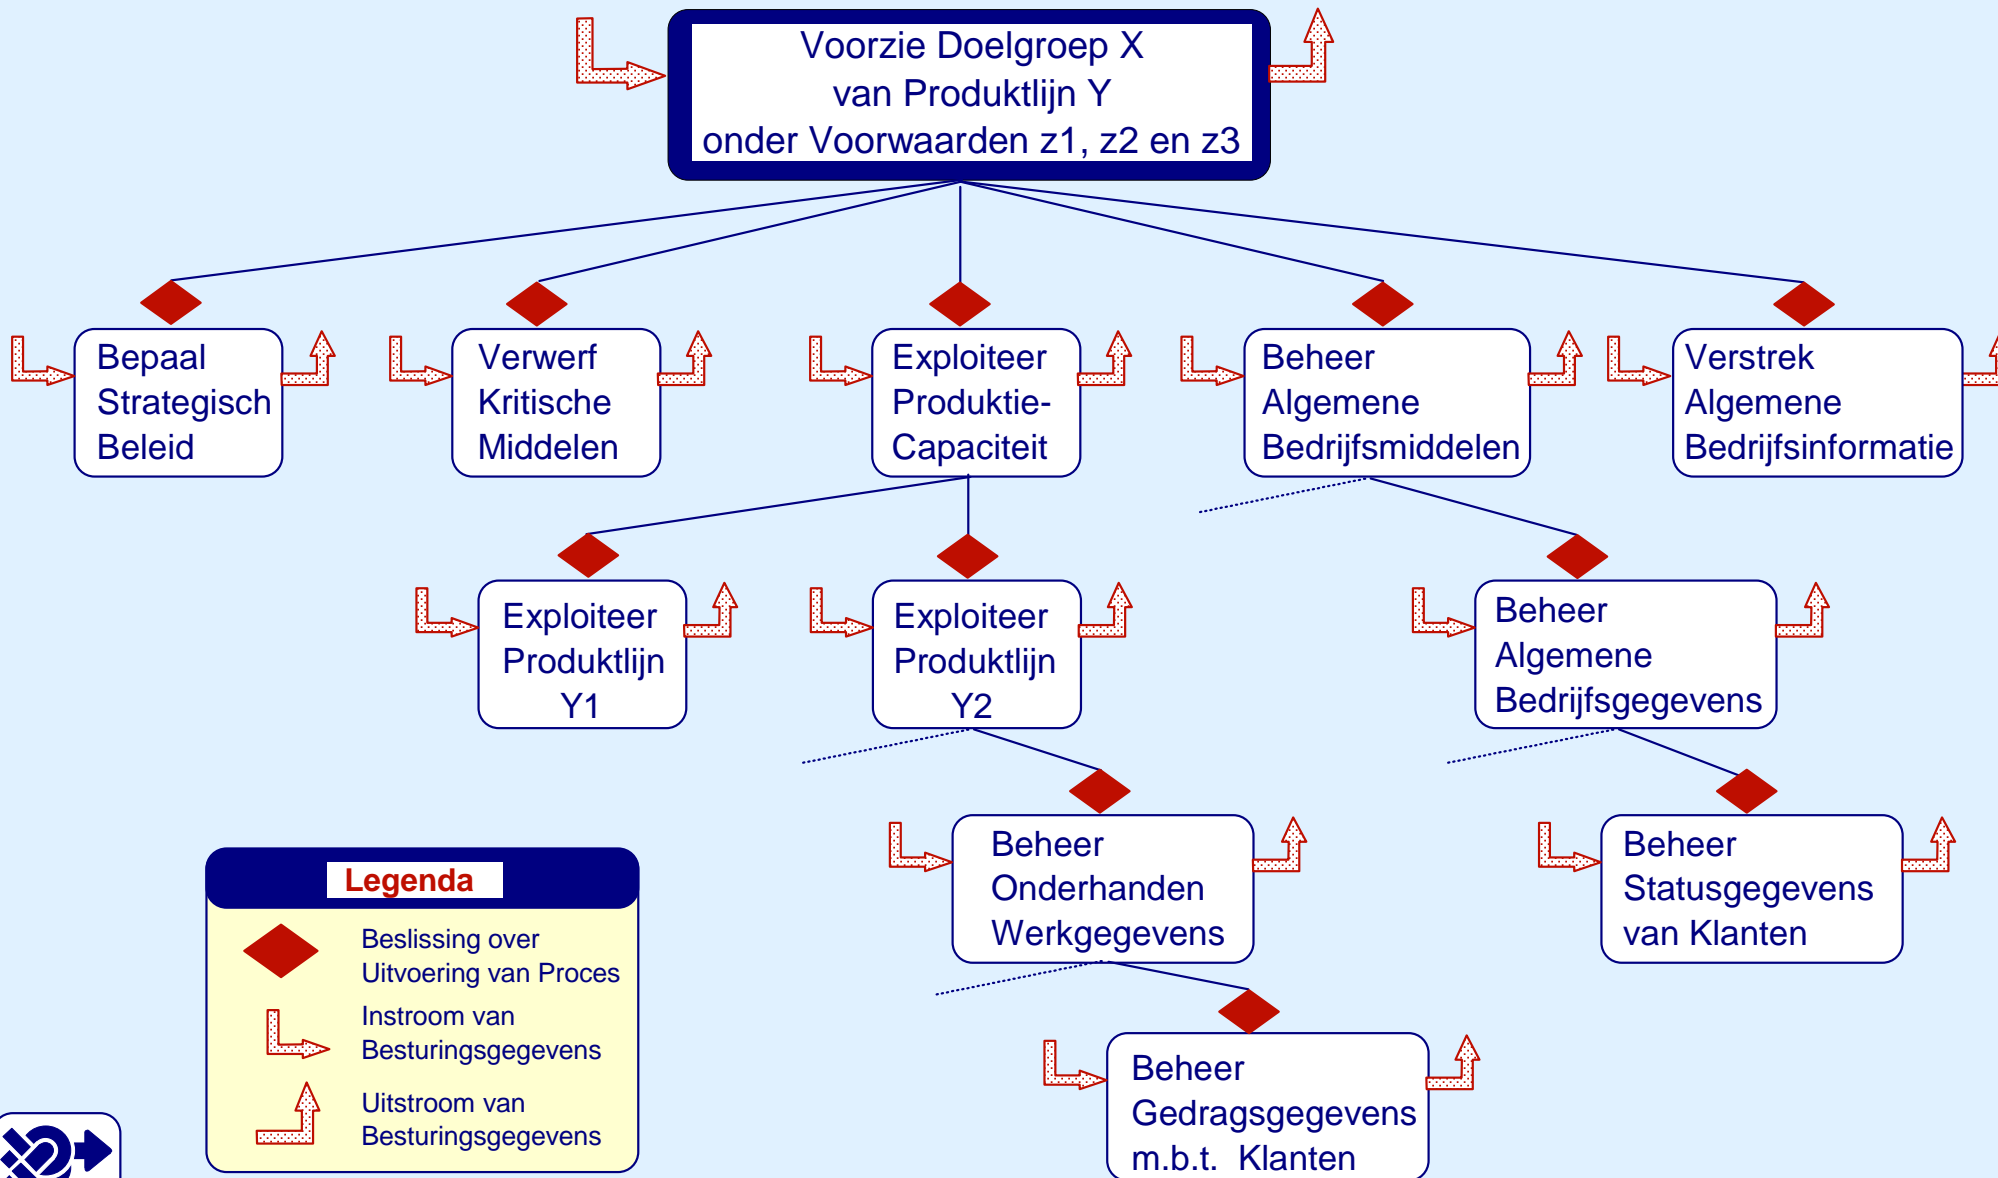 Voorzie Doelgroep X
van Produktlijn Y
onder Voorwaarden z1, z2 en z3
Bepaal
Strategisch
Beleid
Verwerf
Kritische
Middelen
Exploiteer
Produktie-
Capaciteit
Beheer
Algemene
Bedrijfsmiddelen
Verstrek
Algemene
Bedrijfsinformatie
Exploiteer
Produktlijn
Y1
Exploiteer
Produktlijn
Y2
Beheer
Algemene
Bedrijfsgegevens
Beheer
Onderhanden
Werkgegevens
Beheer
Statusgegevens
van Klanten
Beheer
Gedragsgegevens
m.b.t. Klanten
Legenda
Beslissing over
Uitvoering van Proces
Instroom van
Besturingsgegevens
Uitstroom van
Besturingsgegevens